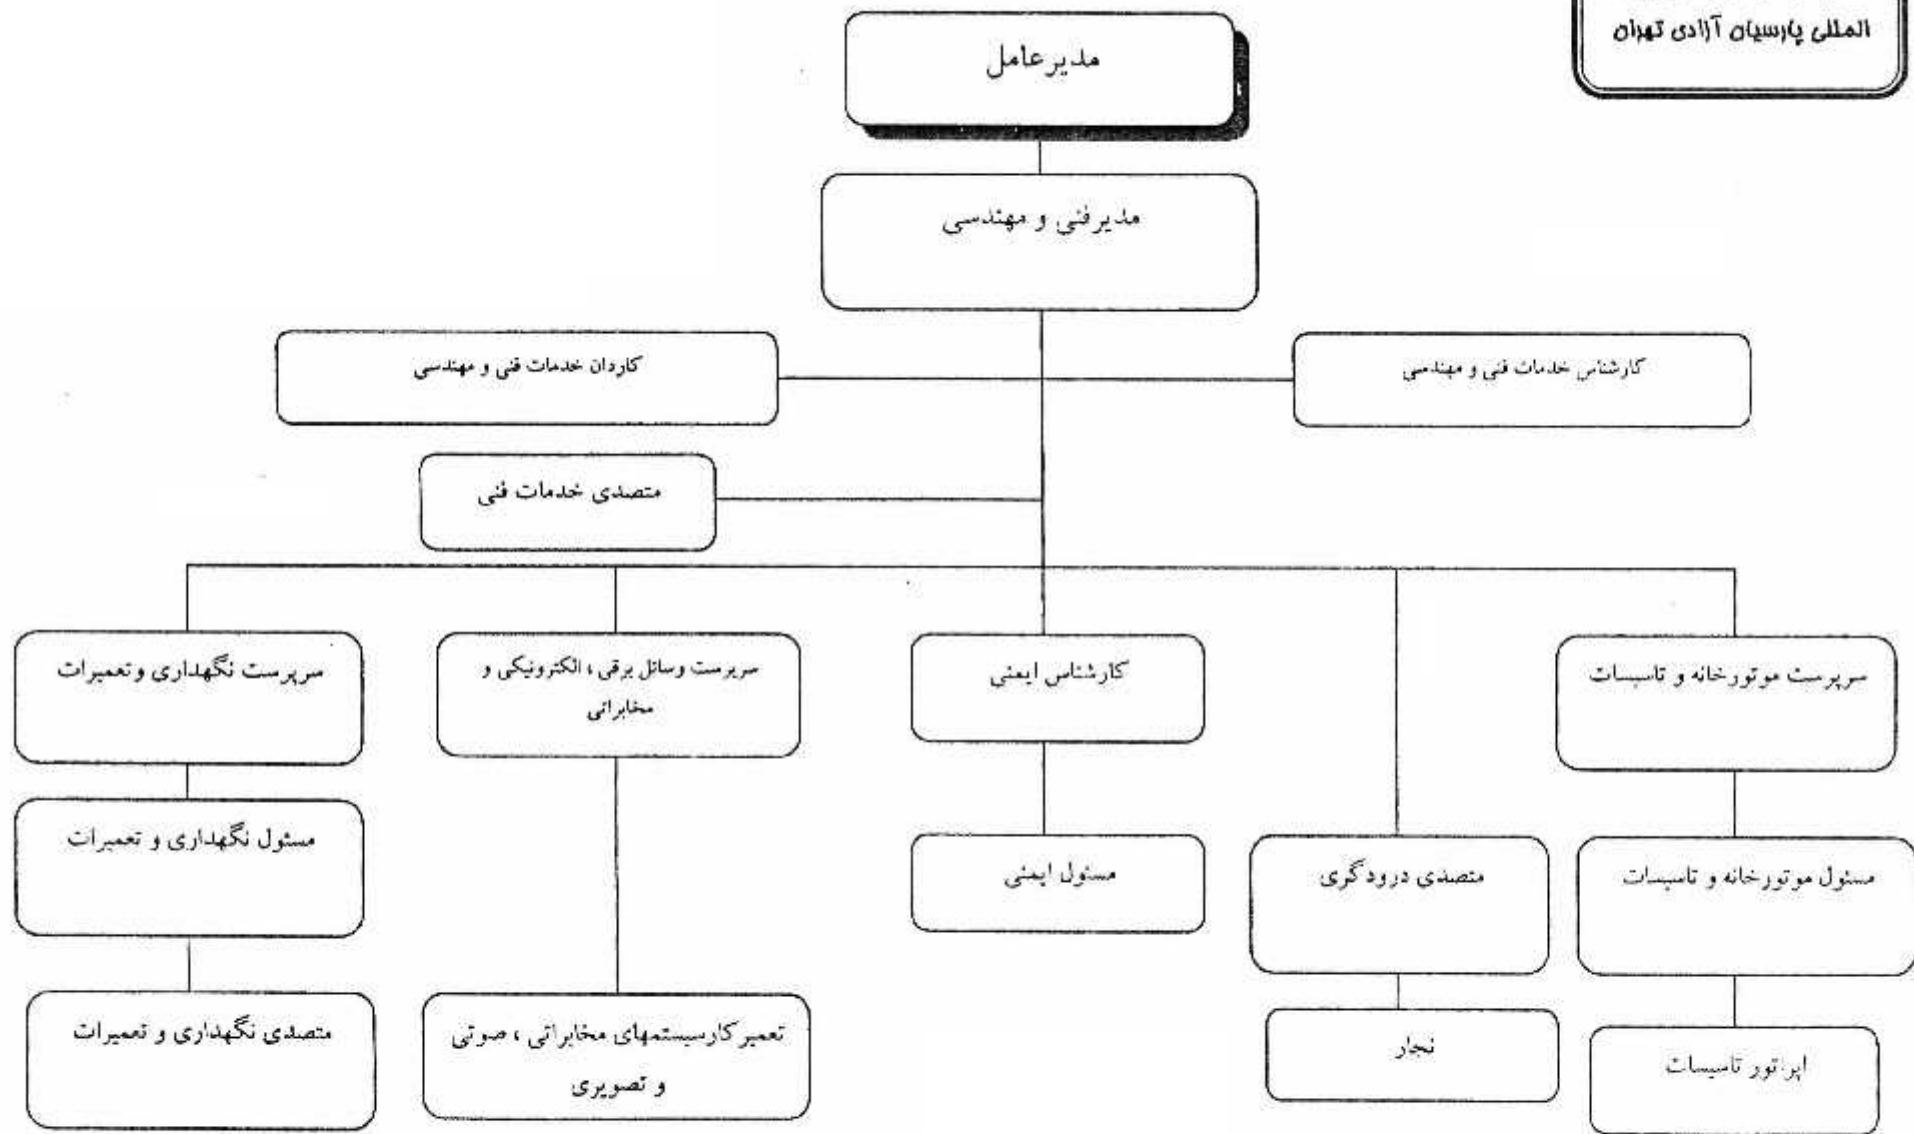 المللی پارسیان آزادی تهران
مدیرعامل
مدیرفنی و مهندسی
کارشناس خدمات فنی و مهندسی
کاردان خدمات فنی و مهندسی
متصدی خدمات فنی
سرپرست موتورخانه و تاسیسات
کارشناس ایمنی
سرپرست وسائل برقی ، الکترونیکی و
مخابراتی
سرپرست نگهداری وتعمیرات
مسئول موتورخانه و تاسیسات
متصدی درودگری
مسئول ایمنی
مسئول نگهداری و تعمیرات
اپراتور تاسیسات
نجار
تعمیرکارسیستمهای مخابراتی ، صوتی
و تصویری
متصدی نگهداری و تعمیرات